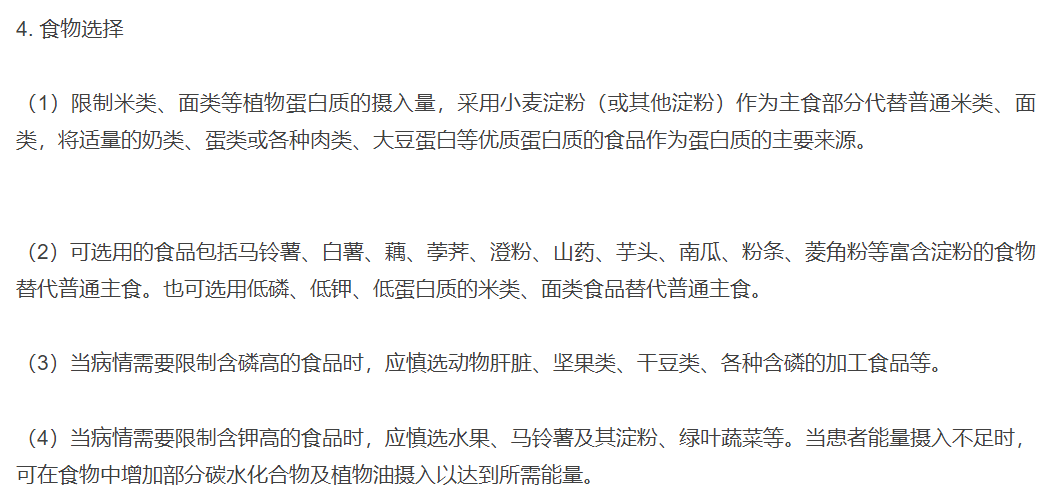 4. 食物选择
（1）限制米类、面类等植物蛋白质的摄入量，采用小麦淀粉（或其他淀粉）作为主食部分代替普通米类、面
类，将适量的奶类、蛋类或各种肉类、大豆蛋白等优质蛋白质的食品作为蛋白质的主要来源。
（2）可选用的食品包括马铃薯、白薯、藕、荸荠、澄粉、山药、芋头、南瓜、粉条、菱角粉等富含淀粉的食物
替代普通主食。也可选用低磷、低钾、低蛋白质的米类、面类食品替代普通主食。
（3）当病情需要限制含磷高的食品时，应慎选动物肝脏、坚果类、干豆类、各种含磷的加工食品等。
（4）当病情需要限制含钾高的食品时，应慎选水果、马铃薯及其淀粉、绿叶蔬菜等。当患者能量摄入不足时，
可在食物中增加部分碳水化合物及植物油摄入以达到所需能量。